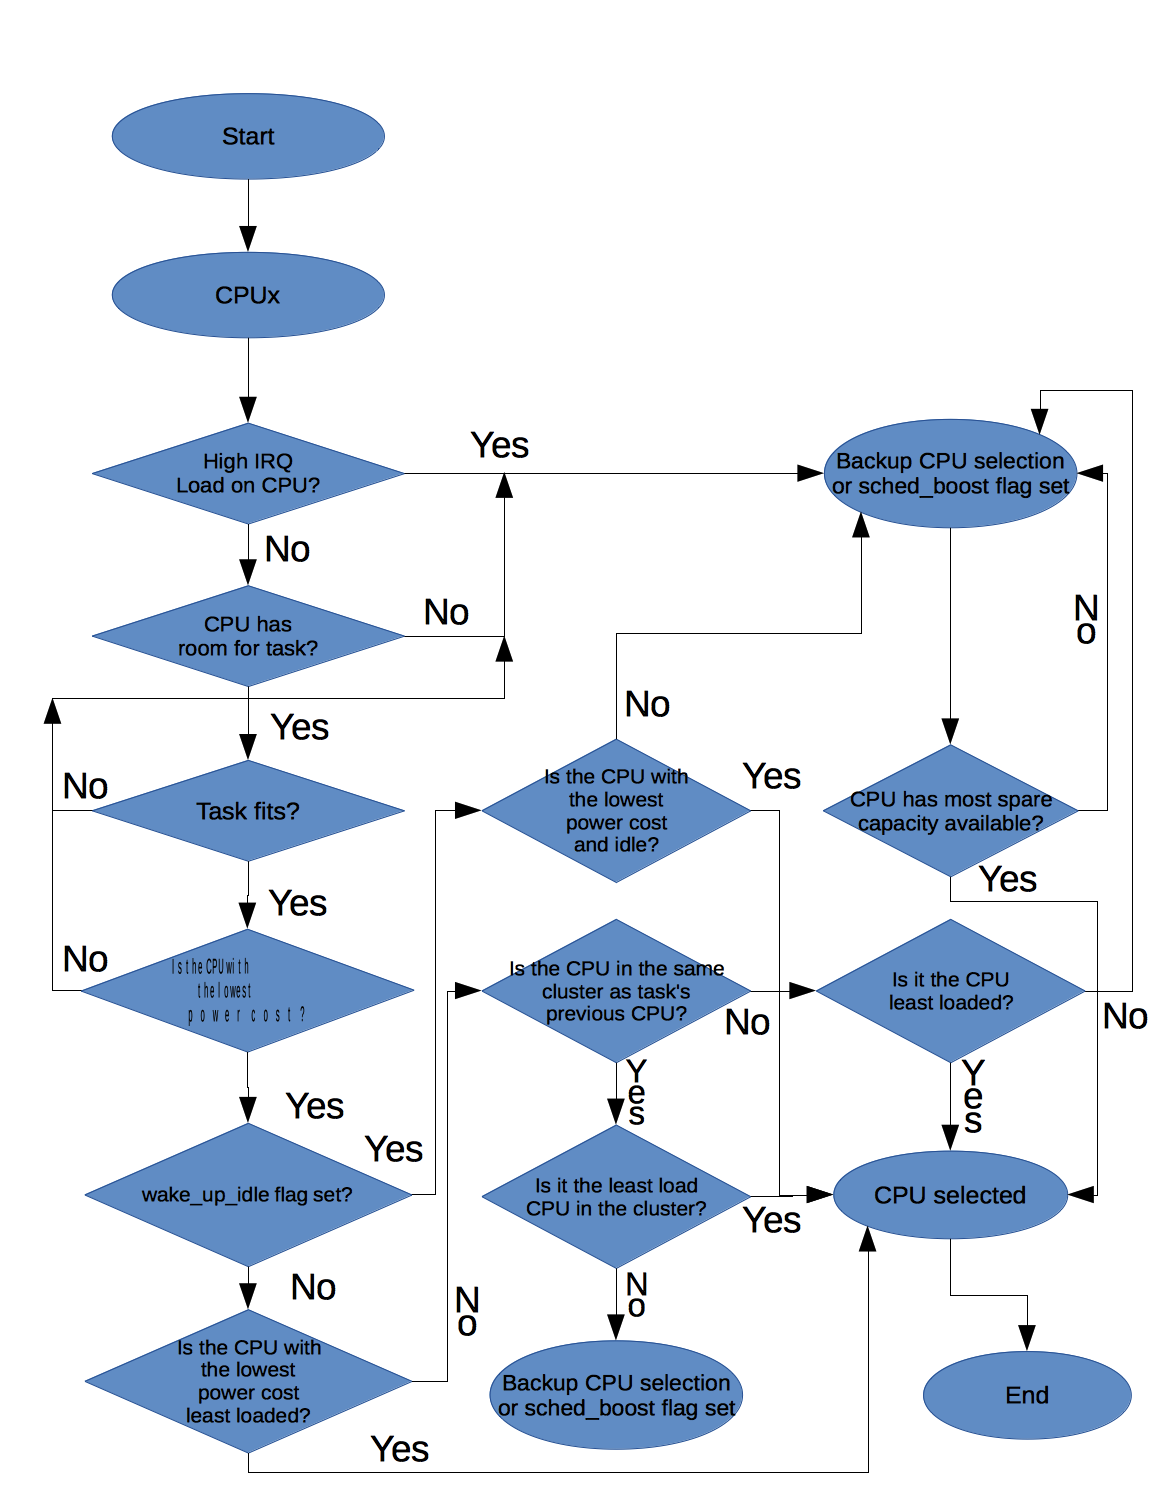 Start
CPUx
High IRQ
Load on CPU?
Yes
No
Backup CPU selection
or sched_boost flag set
CPU has
room for task?
No
Yes
No
Task fits?
Yes
No
Is the CPU with
the lowest
power cost?
Yes
wake_up_idle flag set?
Yes
No
Is the CPU with
the lowest
power cost
least loaded?
No
Yes
No
Is the CPU with
the lowest
power cost
and idle?
Yes
Is the CPU in the same
cluster as task's
previous CPU?
No
Yes
Is it the least load
CPU in the cluster?
Yes
No
Backup CPU selection
or sched_boost flag set
No
CPU has most spare
capacity available?
Yes
Is it the CPU
least loaded?
No
Yes
CPU selected
End